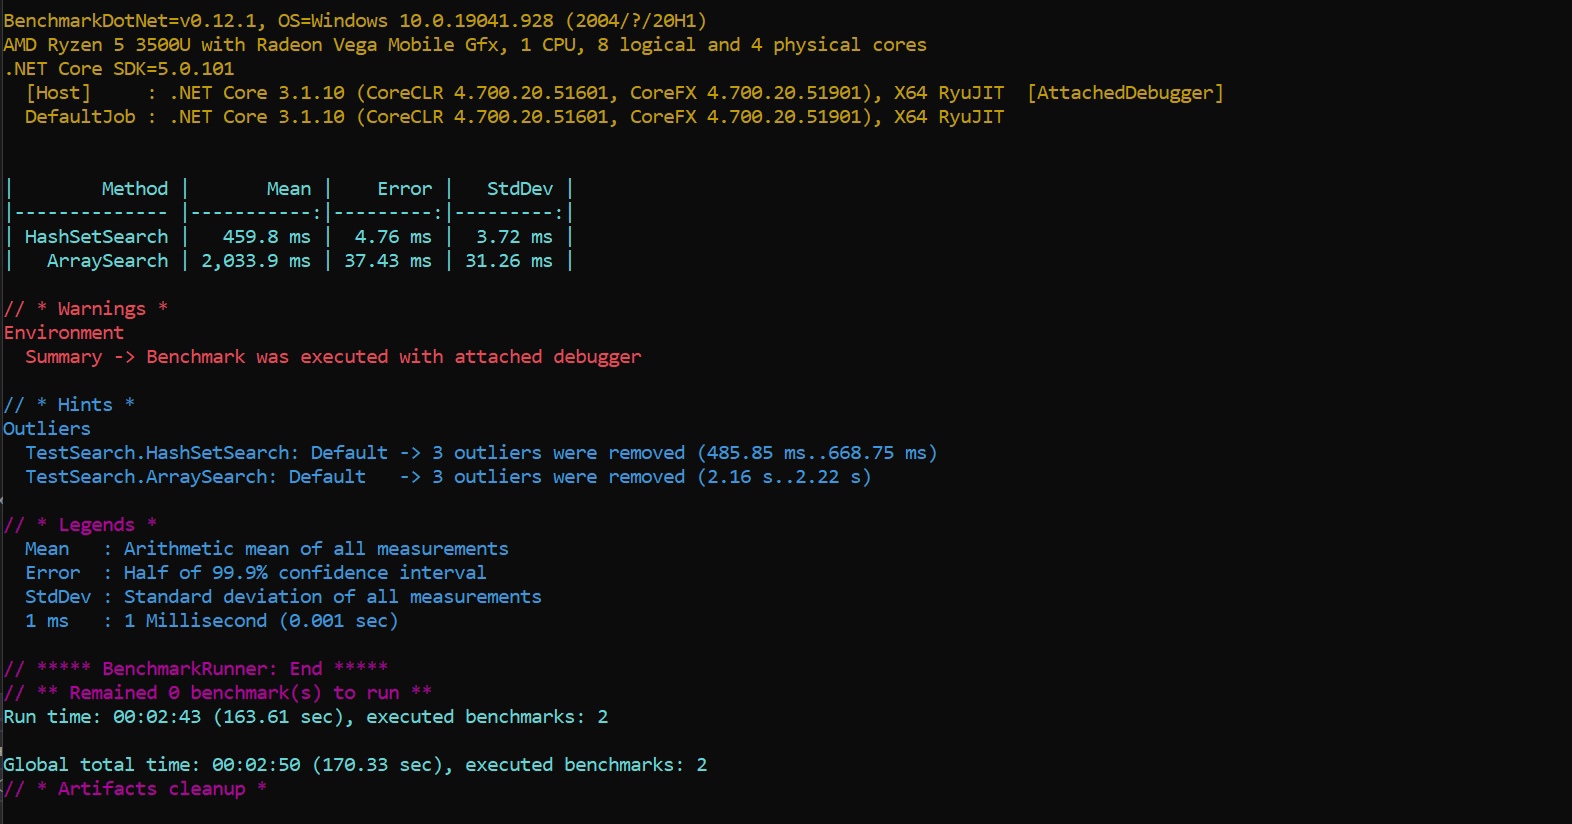 BenchmarkDotNet=v0.12.1, OS=Windows 10.0.19041.928 (2004/?/20H1)
AMD Ryzen 5 3500U with Radeon Vega Mobile Gfx, 1 CPU, 8 logical and 4 physical cores
.NET Core SDK=5.0.101
  [Host]     : .NET Core 3.1.10 (CoreCLR 4.700.20.51601, CoreFX 4.700.20.51901), X64 RyuJIT  [AttachedDebugger]
  DefaultJob : .NET Core 3.1.10 (CoreCLR 4.700.20.51601, CoreFX 4.700.20.51901), X64 RyuJIT
|        Method |       Mean |    Error |   StdDev |
|-------------- |-----------:|---------:|---------:|
| HashSetSearch |   459.8 ms |  4.76 ms |  3.72 ms |
|   ArraySearch | 2,033.9 ms | 37.43 ms | 31.26 ms |
// * Warnings *
Environment
  Summary -> Benchmark was executed with attached debugger
// * Hints *
Outliers
  TestSearch.HashSetSearch: Default -> 3 outliers were removed (485.85 ms..668.75 ms)
  TestSearch.ArraySearch: Default   -> 3 outliers were removed (2.16 s..2.22 s)
// * Legends *
  Mean   : Arithmetic mean of all measurements
  Error  : Half of 99.9% confidence interval
  StdDev : Standard deviation of all measurements
  1 ms   : 1 Millisecond (0.001 sec)
// ***** BenchmarkRunner: End *****
// ** Remained 0 benchmark(s) to run **
Run time: 00:02:43 (163.61 sec), executed benchmarks: 2
Global total time: 00:02:50 (170.33 sec), executed benchmarks: 2
// * Artifacts cleanup *